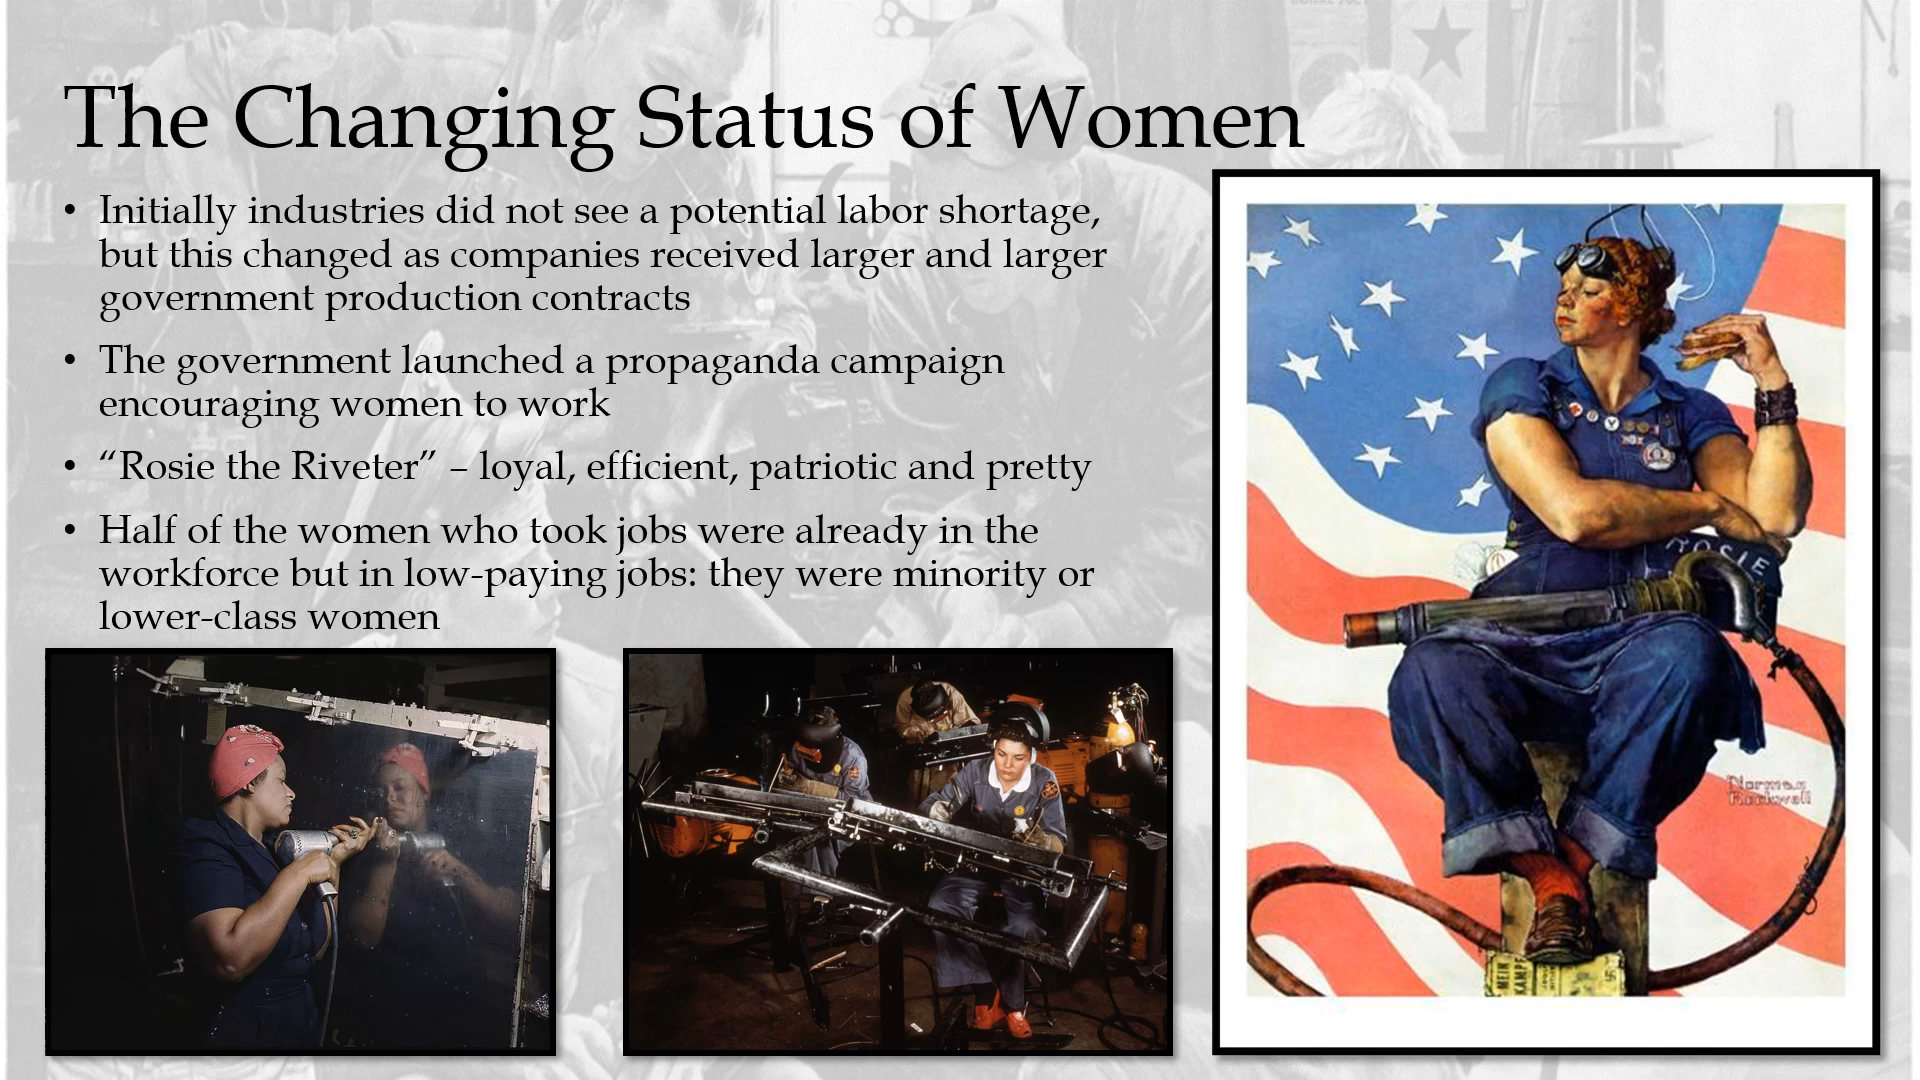 The Changing Status of Women
• Initially industries did not see a potential labor shortage,
but this changed as companies received larger and larger
government production contracts
• The government launched a propaganda campaign
encouraging women to work
• “Rosie the Riveter” – loyal, efficient, patriotic and pretty
• Half of the women who took jobs were already in the
workforce but in low-paying jobs: they were minority or
lower-class women
ROSIE
Norman
Rockwell
MEIN
KAMPF